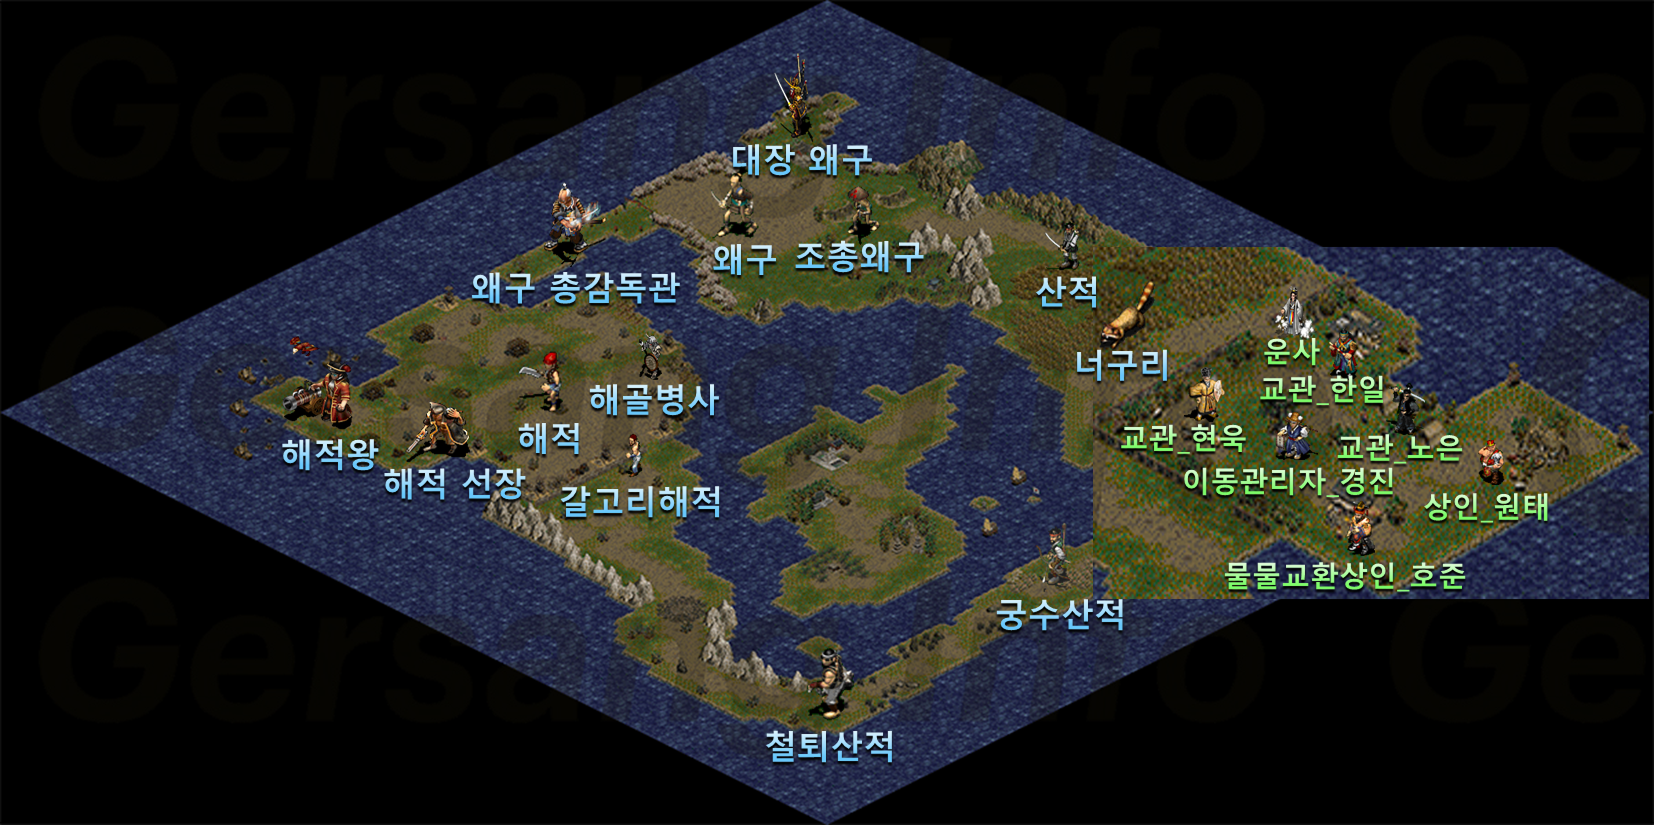 Gersang Info
대장 왜구
왜구
조총왜구
왜구 총감독관
산적
너구리
운사
교관_한일
해골병사
해적
교관_현욱
교관_노은
해적왕
해적 선장
이동관리자_경진
갈고리해적
상인_원태
물물교환상인_호준
궁수산적
철퇴산적